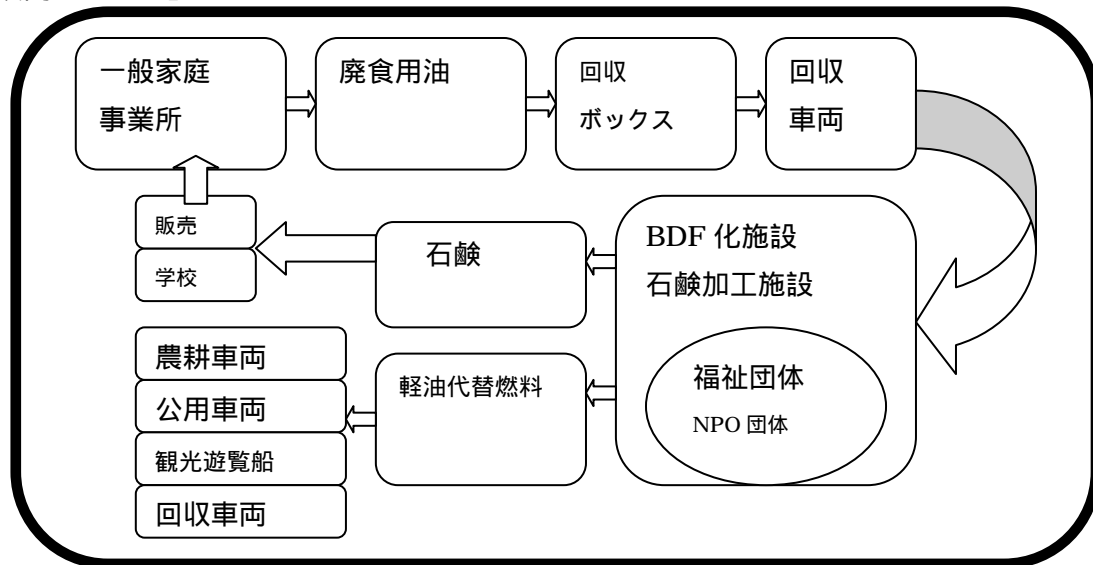 一般家庭
事業所
廃食用油
回収
ボックス
回収
車両
販売
学校
石鹸
BDF 化施設
石鹸加工施設
福祉団体
NPO 団体
軽油代替燃料
農耕車両
公用車両
観光遊覧船
回収車両